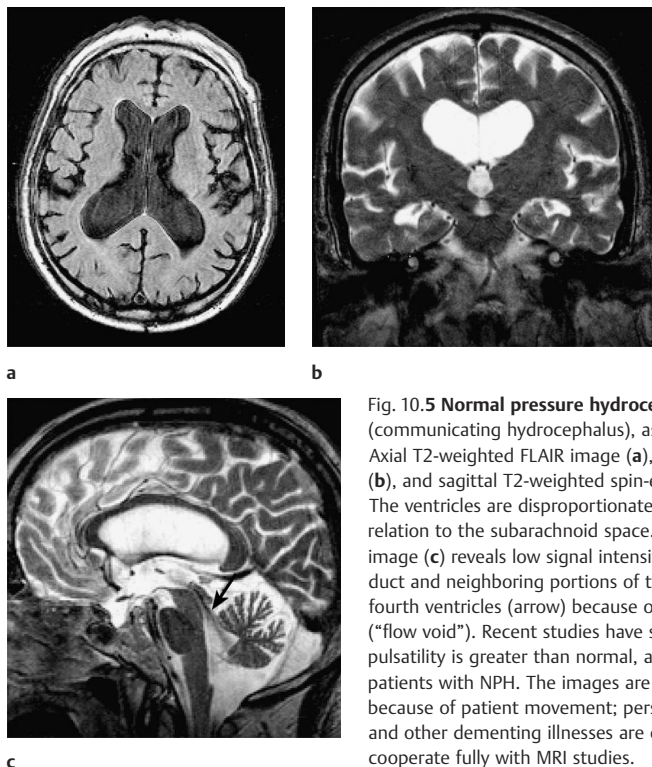 a
b
c
Fig. 10.5 Normal pressure hydroce
(communicating hydrocephalus), as
Axial T2-weighted FLAIR image (a),
(b), and sagittal T2-weighted spin-e
The ventricles are disproportionate
relation to the subarachnoid space.
image (c) reveals low signal intensi
duct and neighboring portions of t
fourth ventricles (arrow) because o
(“flow void”). Recent studies have s
pulsatility is greater than normal, a
patients with NPH. The images are
because of patient movement; pers
and other dementing illnesses are
cooperate fully with MRI studies.